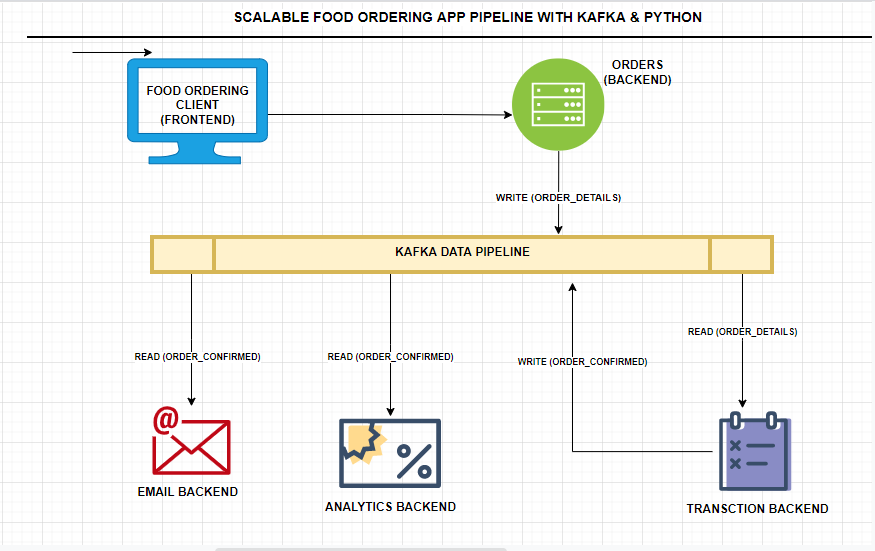 SCALABLE FOOD ORDERING APP PIPELINE WITH KAFKA & PYTHON
FOOD ORDERING
CLIENT
(FRONTEND)
ORDERS
(BACKEND)
WRITE (ORDER_DETAILS)
KAFKA DATA PIPELINE
READ (ORDER_CONFIRMED)
READ (ORDER_CONFIRMED)
WRITE (ORDER_CONFIRMED)
READ (ORDER_DETAILS)
@
%
EMAIL BACKEND
ANALYTICS BACKEND
TRANSCTION BACKEND